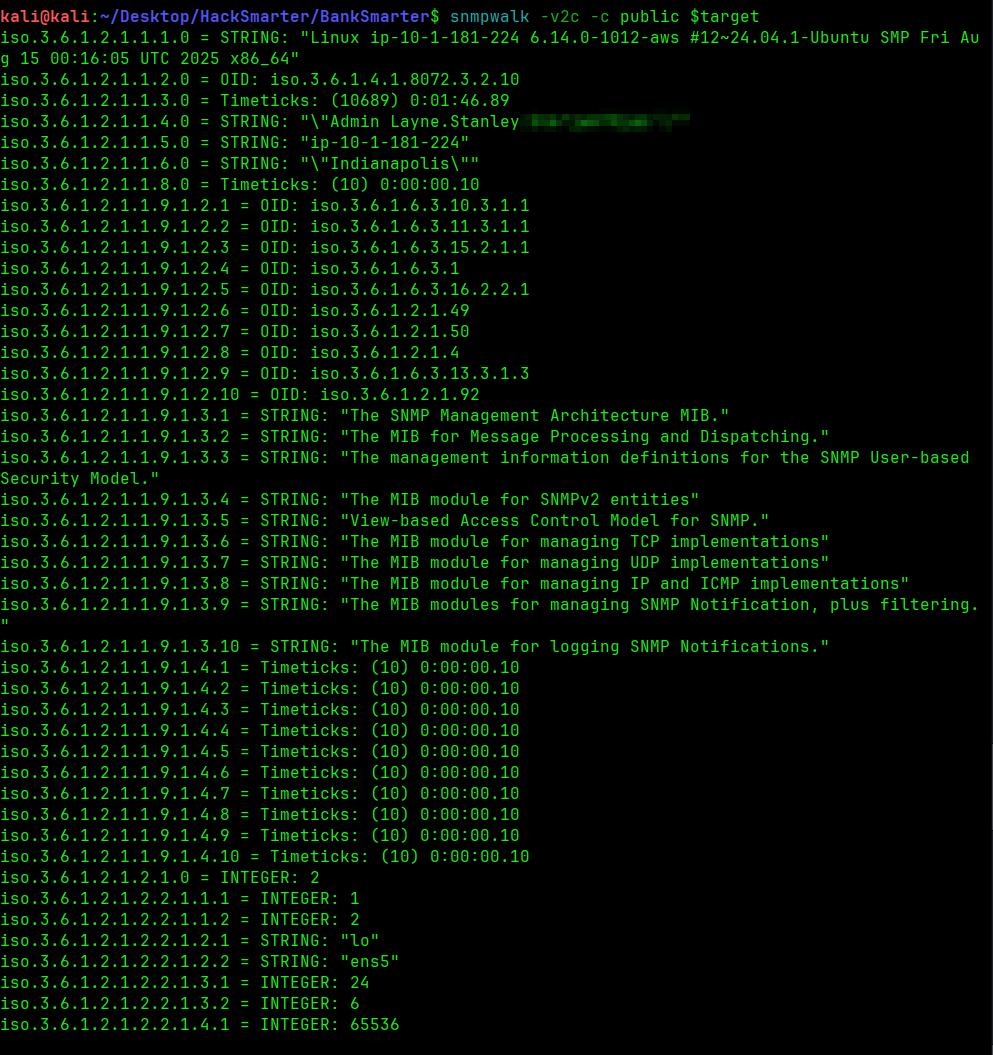 kali@kali:~/Desktop/HackSmarter/BankSmarter$ snmpwalk -v2c -c public $target
iso.3.6.1.2.1.1.1.0 = STRING: "Linux ip-10-1-181-224 6.14.0-1012-aws #12~24.04.1-Ubuntu SMP Fri Au
g 15 00:16:05 UTC 2025 x86_64"
iso.3.6.1.2.1.1.2.0 = OID: iso.3.6.1.4.1.8072.3.2.10
iso.3.6.1.2.1.1.3.0 = Timeticks: (10689) 0:01:46.89
iso.3.6.1.2.1.1.4.0 = STRING: "\"Admin Layne.Stanley
iso.3.6.1.2.1.1.5.0 = STRING: "ip-10-1-181-224"
iso.3.6.1.2.1.1.6.0 = STRING: "\"Indianapolis\""
iso.3.6.1.2.1.1.8.0 = Timeticks: (10) 0:00:00.10
iso.3.6.1.2.1.1.9.1.2.1 = OID: iso.3.6.1.6.3.10.3.1.1
iso.3.6.1.2.1.1.9.1.2.2 = OID: iso.3.6.1.6.3.11.3.1.1
iso.3.6.1.2.1.1.9.1.2.3 = OID: iso.3.6.1.6.3.15.2.1.1
iso.3.6.1.2.1.1.9.1.2.4 = OID: iso.3.6.1.6.3.1
iso.3.6.1.2.1.1.9.1.2.5 = OID: iso.3.6.1.6.3.16.2.2.1
iso.3.6.1.2.1.1.9.1.2.6 = OID: iso.3.6.1.2.1.49
iso.3.6.1.2.1.1.9.1.2.7 = OID: iso.3.6.1.2.1.50
iso.3.6.1.2.1.1.9.1.2.8 = OID: iso.3.6.1.2.1.4
iso.3.6.1.2.1.1.9.1.2.9 = OID: iso.3.6.1.6.3.13.3.1.3
iso.3.6.1.2.1.1.9.1.2.10 = OID: iso.3.6.1.2.1.92
iso.3.6.1.2.1.1.9.1.3.1 = STRING: "The SNMP Management Architecture MIB."
iso.3.6.1.2.1.1.9.1.3.2 = STRING: "The MIB for Message Processing and Dispatching."
iso.3.6.1.2.1.1.9.1.3.3 = STRING: "The management information definitions for the SNMP User-based
Security Model."
iso.3.6.1.2.1.1.9.1.3.4 = STRING: "The MIB module for SNMPv2 entities"
iso.3.6.1.2.1.1.9.1.3.5 = STRING: "View-based Access Control Model for SNMP."
iso.3.6.1.2.1.1.9.1.3.6 = STRING: "The MIB module for managing TCP implementations"
iso.3.6.1.2.1.1.9.1.3.7 = STRING: "The MIB module for managing UDP implementations"
iso.3.6.1.2.1.1.9.1.3.8 = STRING: "The MIB module for managing IP and ICMP implementations"
iso.3.6.1.2.1.1.9.1.3.9 = STRING: "The MIB modules for managing SNMP Notification, plus filtering.
"
iso.3.6.1.2.1.1.9.1.3.10 = STRING: "The MIB module for logging SNMP Notifications."
iso.3.6.1.2.1.1.9.1.4.1 = Timeticks: (10) 0:00:00.10
iso.3.6.1.2.1.1.9.1.4.2 = Timeticks: (10) 0:00:00.10
iso.3.6.1.2.1.1.9.1.4.3 = Timeticks: (10) 0:00:00.10
iso.3.6.1.2.1.1.9.1.4.4 = Timeticks: (10) 0:00:00.10
iso.3.6.1.2.1.1.9.1.4.5 = Timeticks: (10) 0:00:00.10
iso.3.6.1.2.1.1.9.1.4.6 = Timeticks: (10) 0:00:00.10
iso.3.6.1.2.1.1.9.1.4.7 = Timeticks: (10) 0:00:00.10
iso.3.6.1.2.1.1.9.1.4.8 = Timeticks: (10) 0:00:00.10
iso.3.6.1.2.1.1.9.1.4.9 = Timeticks: (10) 0:00:00.10
iso.3.6.1.2.1.1.9.1.4.10 = Timeticks: (10) 0:00:00.10
iso.3.6.1.2.1.2.1.0 = INTEGER: 2
iso.3.6.1.2.1.2.2.1.1.1 = INTEGER: 1
iso.3.6.1.2.1.2.2.1.1.2 = INTEGER: 2
iso.3.6.1.2.1.2.2.1.2.1 = STRING: "lo"
iso.3.6.1.2.1.2.2.1.2.2 = STRING: "ens5"
iso.3.6.1.2.1.2.2.1.3.1 = INTEGER: 24
iso.3.6.1.2.1.2.2.1.3.2 = INTEGER: 6
iso.3.6.1.2.1.2.2.1.4.1 = INTEGER: 65536